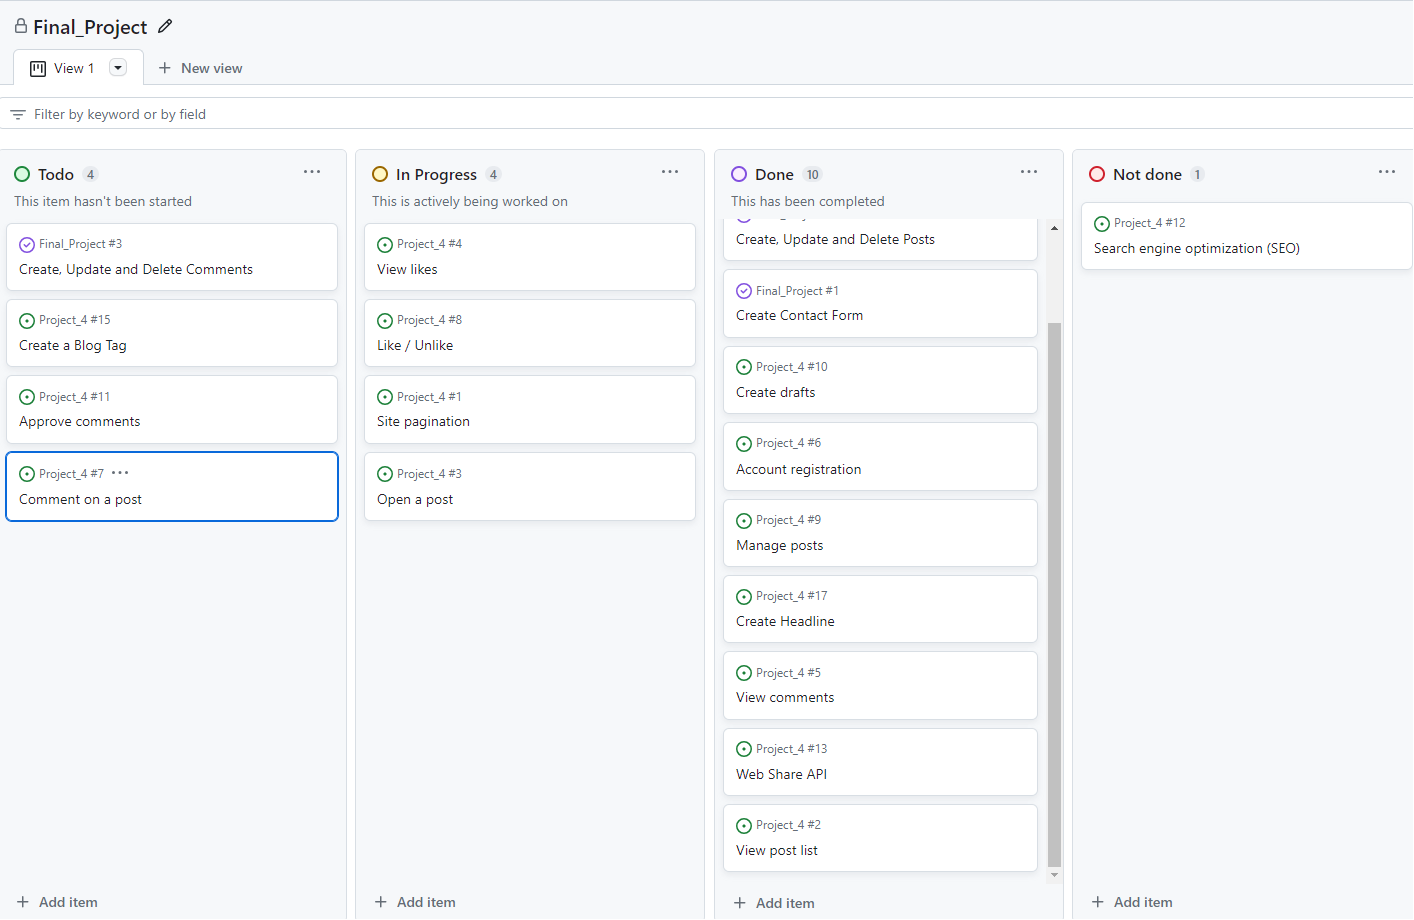 Final_Project
View 1
New view
Filter by keyword or by field
Todo 4
This item hasn't been started
Final_Project #3
Create, Update and Delete Comments
Project_4 #15
Create a Blog Tag
Project_4 #11
Approve comments
Project_4 #7
Comment on a post
Add item
In Progress 4
This is actively being worked on
Project_4 #4
View likes
Project_4 #8
Like / Unlike
Project_4 #1
Site pagination
Project_4 #3
Open a post
Add item
Done 10
This has been completed
Create, Update and Delete Posts
Final_Project #1
Create Contact Form
Project_4 #10
Create drafts
Project_4 #6
Account registration
Project_4 #9
Manage posts
Project_4 #17
Create Headline
Project_4 #5
View comments
Project_4 #13
Web Share API
Project_4 #2
View post list
Add item
Not done 1
Project_4 #12
Search engine optimization (SEO)
Add item